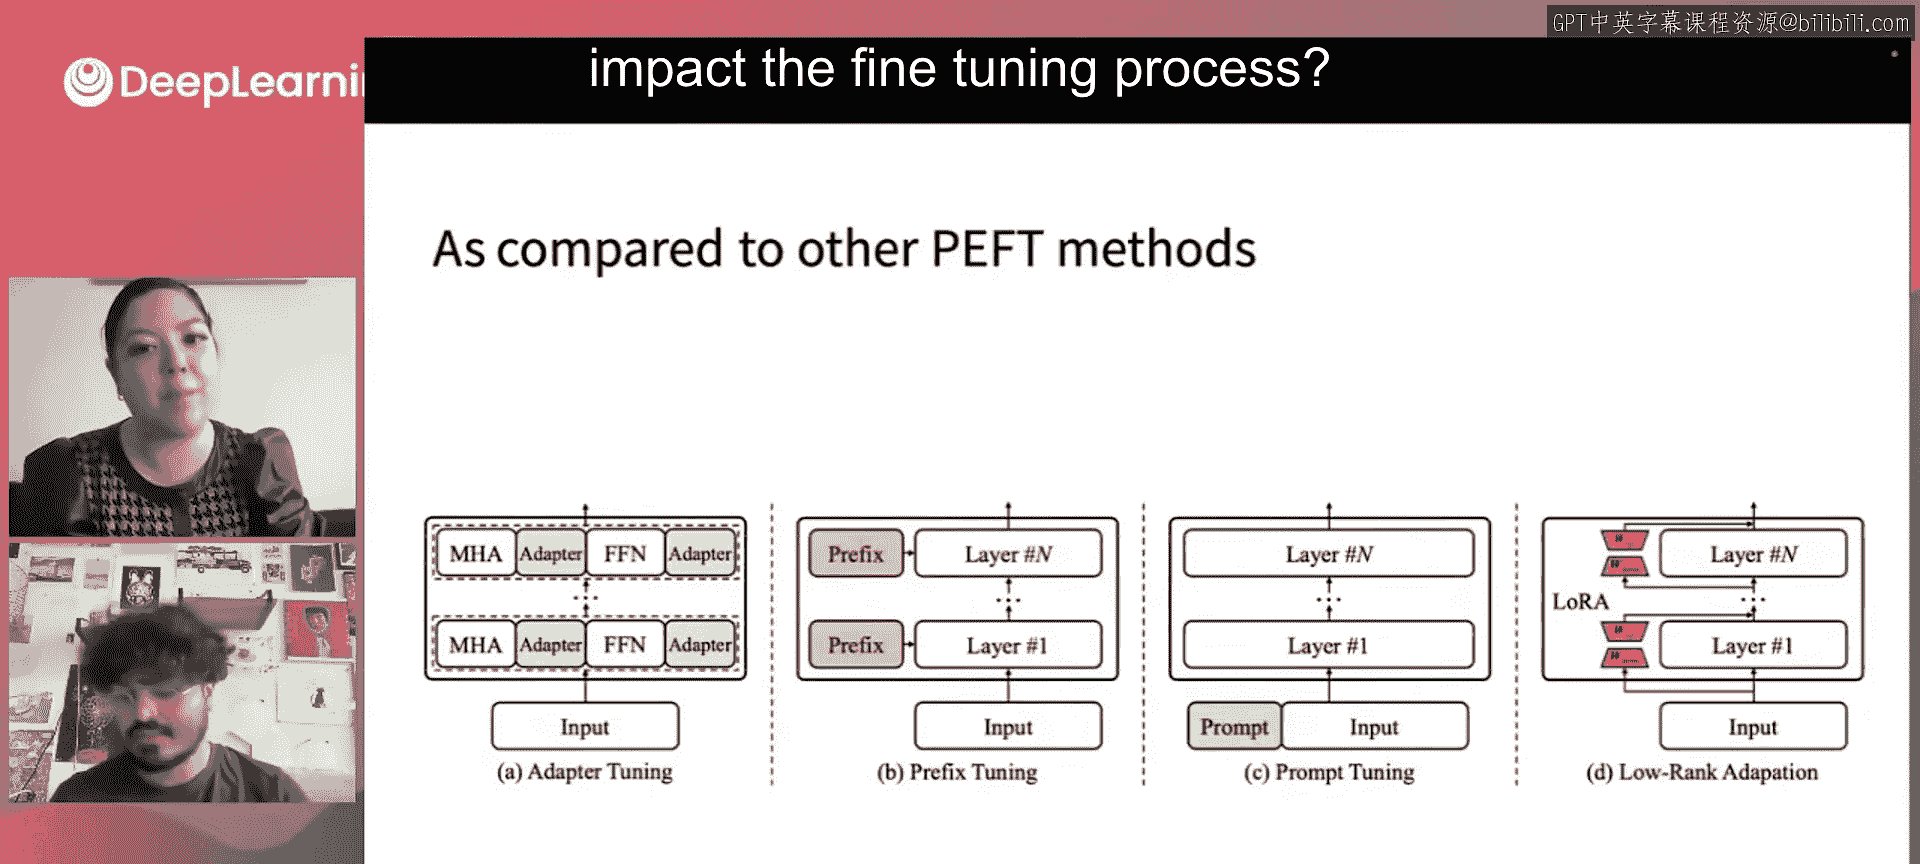 GPT中英字幕课程资源@bilibili.com
DeepLearni
impact the fine tuning process?
As compared to other PEFT methods
MHA Adapter FFN Adapter
...
MHA Adapter FFN Adapter
Input
(a) Adapter Tuning
Prefix Layer #N
...
Prefix Layer #1
Input
(b) Prefix Tuning
Layer #N
...
Layer #1
Prompt Input
(c) Prompt Tuning
Layer #N
LoRA ...
Layer #1
Input
(d) Low-Rank Adapation